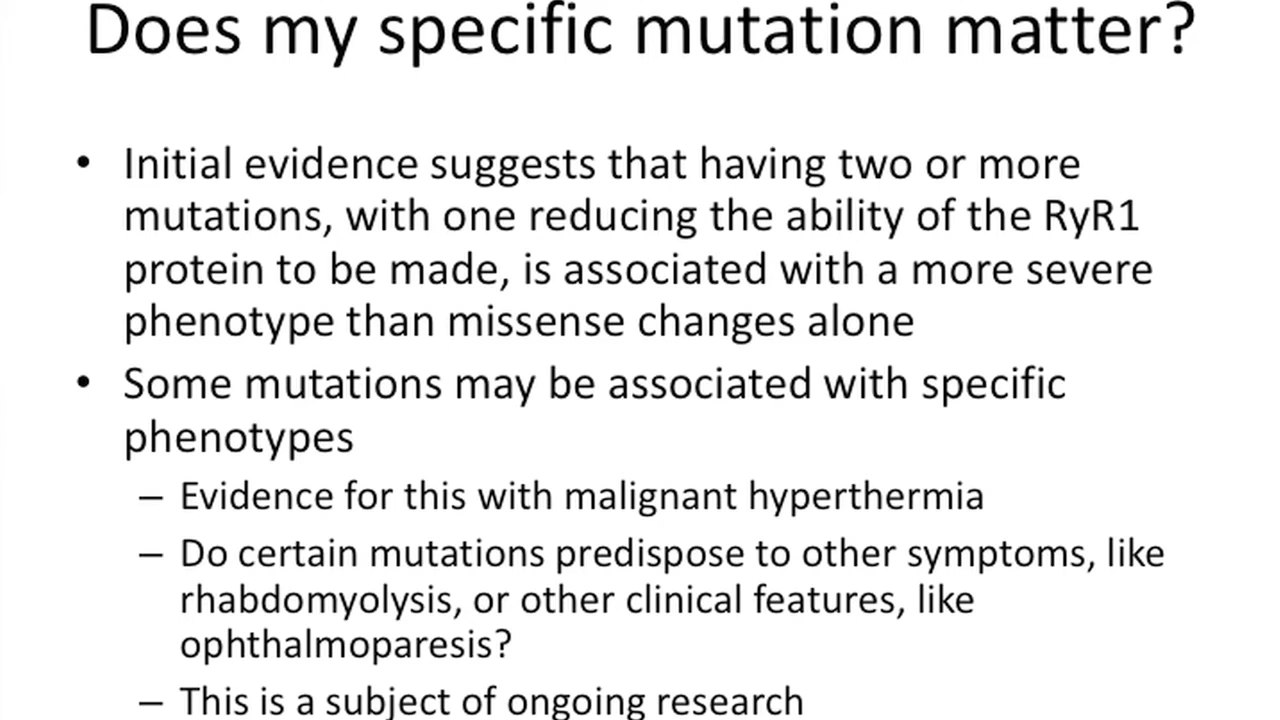 Does my specific mutation matter?
• Initial evidence suggests that having two or more
mutations, with one reducing the ability of the RyR1
protein to be made, is associated with a more severe
phenotype than missense changes alone
• Some mutations may be associated with specific
phenotypes
– Evidence for this with malignant hyperthermia
– Do certain mutations predispose to other symptoms, like
rhabdomyolysis, or other clinical features, like
ophthalmoparesis?
– This is a subject of ongoing research